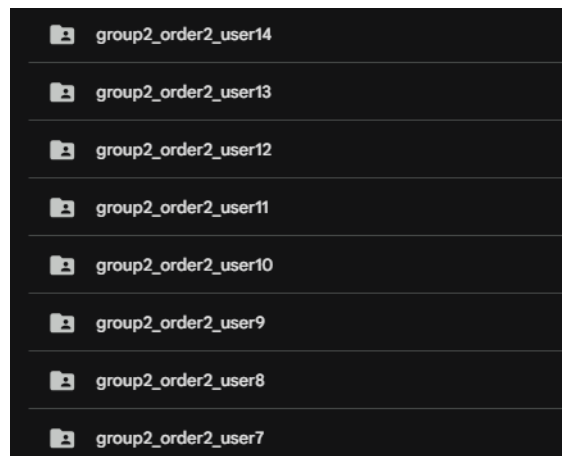 group2_order2_user14
group2_order2_user13
group2_order2_user12
group2_order2_user11
group2_order2_user10
group2_order2_user9
group2_order2_user8
group2_order2_user7